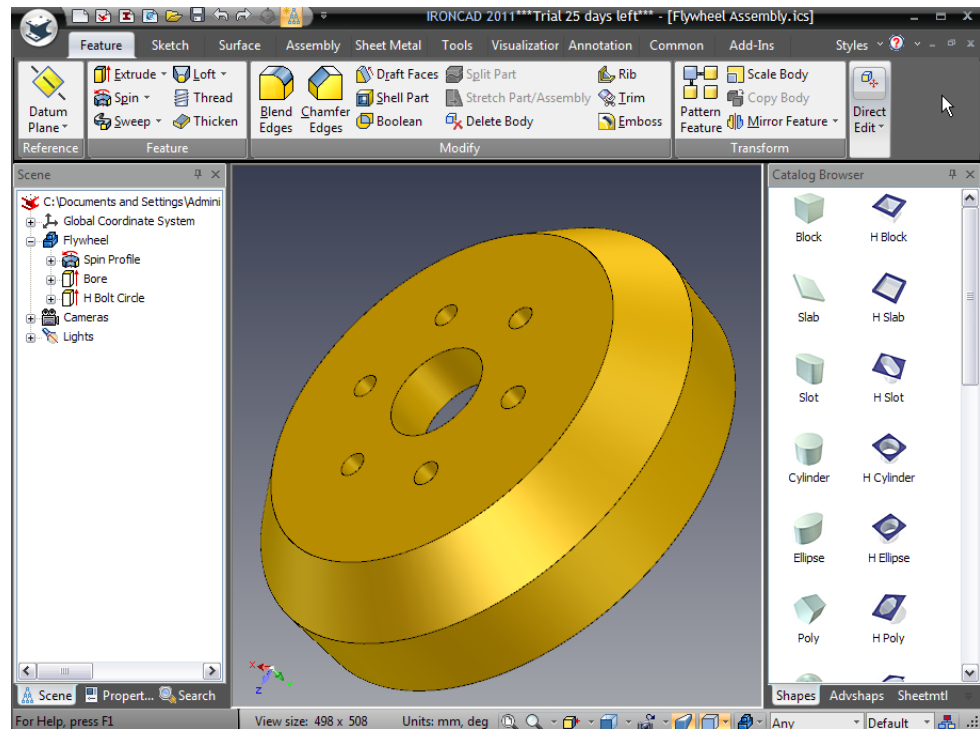 IRONCAD 2011***Trial 25 days left*** - [Flywheel Assembly.ics]
Feature Sketch Surface Assembly Sheet Metal Tools Visualization Annotation Common Add-Ins Styles
Datum Plane
Extrude Loft
Spin Thread
Sweep Thicken
Blend Edges
Chamfer Edges
Draft Faces Split Part Rib
Shell Part Stretch Part/Assembly Trim
Boolean Delete Body Emboss
Pattern Feature
Scale Body
Copy Body
Mirror Feature
Direct Edit
Reference Feature Modify Transform
Scene
C:\Documents and Settings\Admini
Global Coordinate System
Flywheel
Spin Profile
Bore
H Bolt Circle
Cameras
Lights
X
Z
Catalog Browser
Block H Block
Slab H Slab
Slot H Slot
Cylinder H Cylinder
Ellipse H Ellipse
Poly H Poly
Scene Propert... Search
Shapes Advshaps Sheetmtl
For Help, press F1 View size: 498 x 508 Units: mm, deg Any Default